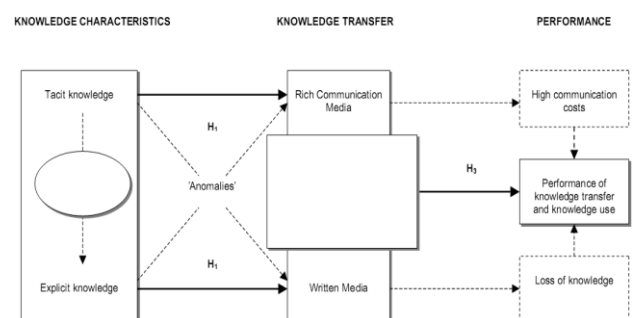 KNOWLEDGE CHARACTERISTICS
KNOWLEDGE TRANSFER
PERFORMANCE
Tacit knowledge
Rich Communication
Media
High communication
costs
H1
'Anomalies'
H3
Performance of
knowledge transfer
and knowledge use
H1
Explicit knowledge
Written Media
Loss of knowledge